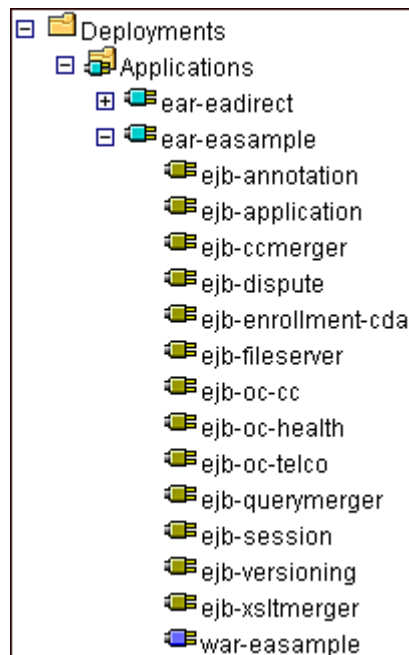 Deployments
Applications
ear-eadirect
ear-easample
ejb-annotation
ejb-application
ejb-ccmerger
ejb-dispute
ejb-enrollment-cda
ejb-fileserver
ejb-oc-cc
ejb-oc-health
ejb-oc-telco
ejb-querymerger
ejb-session
ejb-versioning
ejb-xsltmerger
war-easample